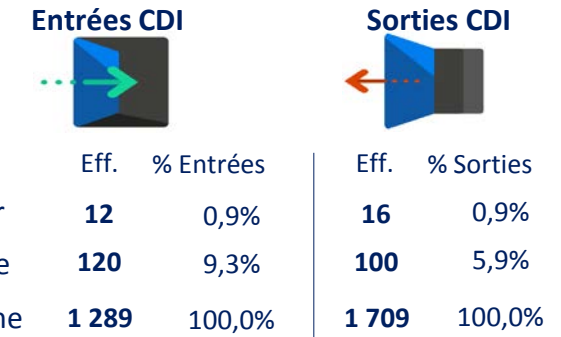 Entrées CDI Sorties CDI
Eff. % Entrées Eff. % Sorties
12 0,9% 16 0,9%
120 9,3% 100 5,9%
1 289 100,0% 1 709 100,0%